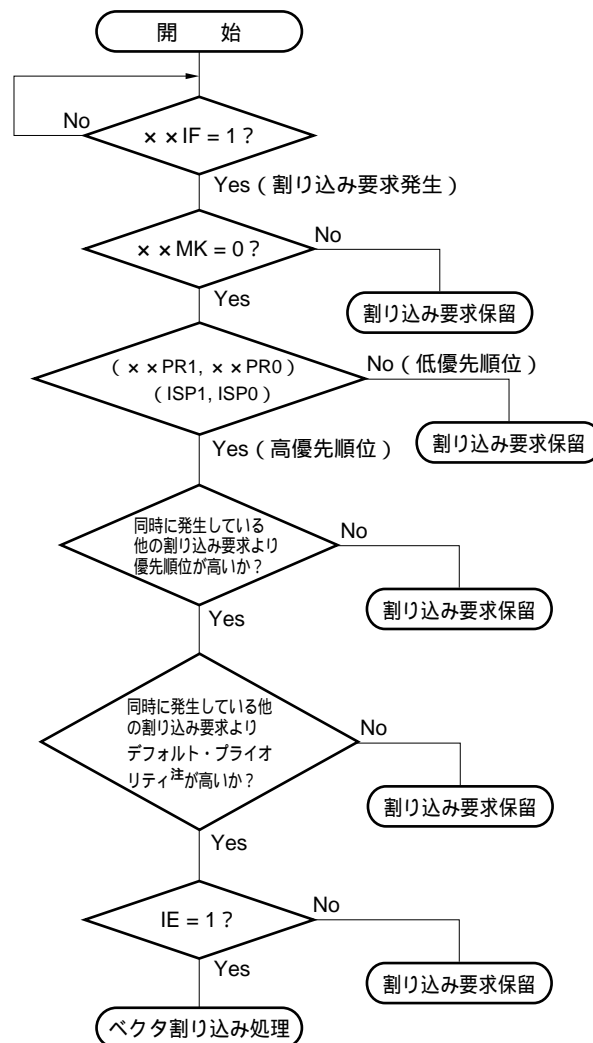 開 始
No
××IF = 1？
Yes（割り込み要求発生）
××MK = 0？
No
Yes
割り込み要求保留
（××PR1, ××PR0）
（ISP1, ISP0）
No（低優先順位）
割り込み要求保留
Yes（高優先順位）
同時に発生している
他の割り込み要求より
優先順位が高いか？
No
割り込み要求保留
Yes
同時に発生している他
の割り込み要求より
デフォルト・プライオ
リティ注が高いか？
No
割り込み要求保留
Yes
IE = 1？
No
割り込み要求保留
Yes
ベクタ割り込み処理